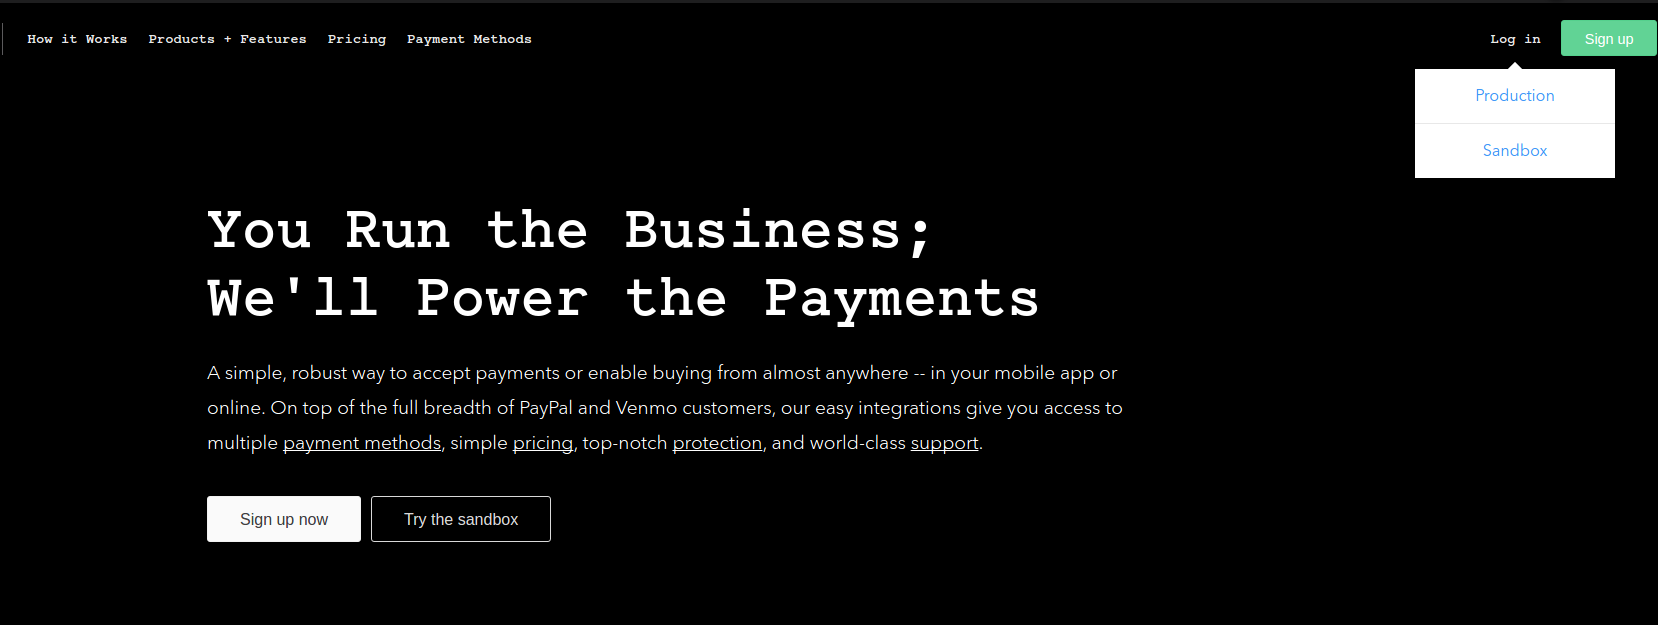 How it Works Products + Features Pricing Payment Methods Log in Sign up
Production
Sandbox
You Run the Business;
We'll Power the Payments
A simple, robust way to accept payments or enable buying from almost anywhere -- in your mobile app or
online. On top of the full breadth of PayPal and Venmo customers, our easy integrations give you access to
multiple payment methods, simple pricing, top-notch protection, and world-class support.
Sign up now Try the sandbox